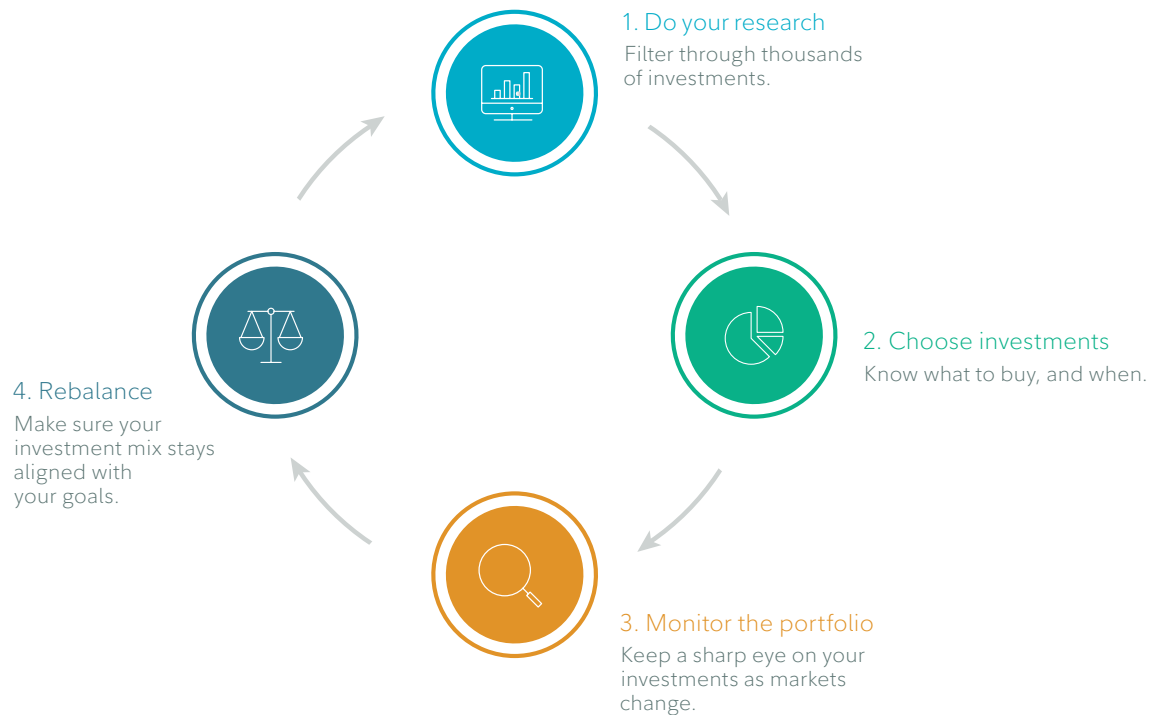 1. Do your research
Filter through thousands
of investments.
2. Choose investments
Know what to buy, and when.
3. Monitor the portfolio
Keep a sharp eye on your
investments as markets
change.
4. Rebalance
Make sure your
investment mix stays
aligned with
your goals.